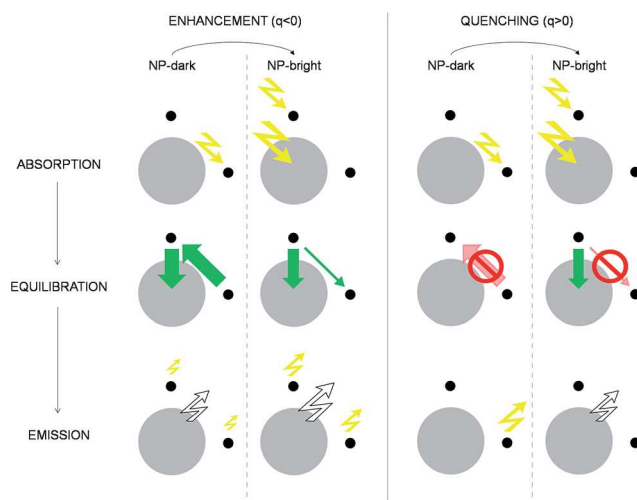 ENHANCEMENT (q<0)
QUENCHING (q>0)
NP-dark
NP-bright
NP-dark
NP-bright
ABSORPTION
EQUILIBRATION
EMISSION